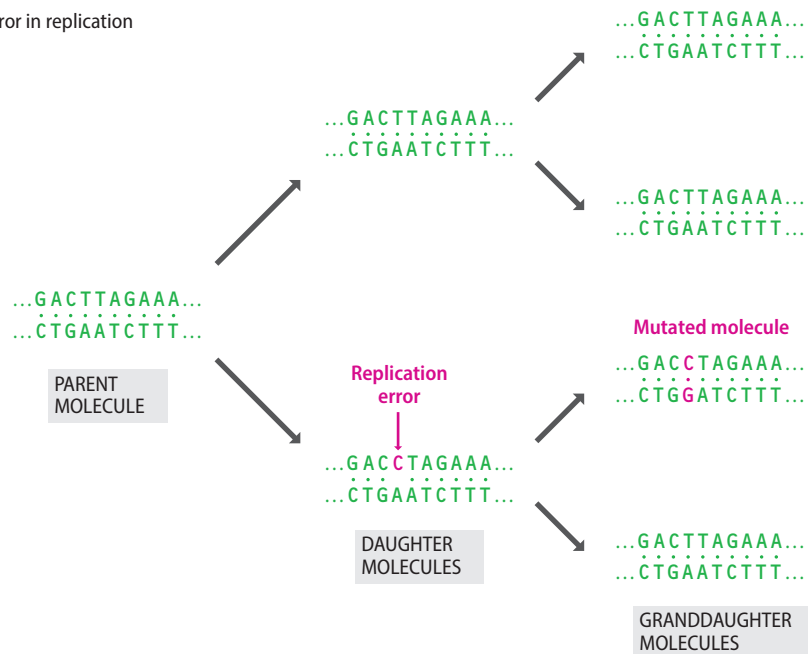 ror in replication
...GACTTAGAAA...
...CTGAATCTTT...
...GACTTAGAAA...
...CTGAATCTTT...
...GACTTAGAAA...
...CTGAATCTTT...
...GACTTAGAAA...
...CTGAATCTTT...
PARENT
MOLECULE
Replication
error
...GACCTAGAAA...
...CTGAATCTTT...
DAUGHTER
MOLECULES
Mutated molecule
...GACCTAGAAA...
...CTGGATCTTT...
...GACTTAGAAA...
...CTGAATCTTT...
GRANDDAUGHTER
MOLECULES